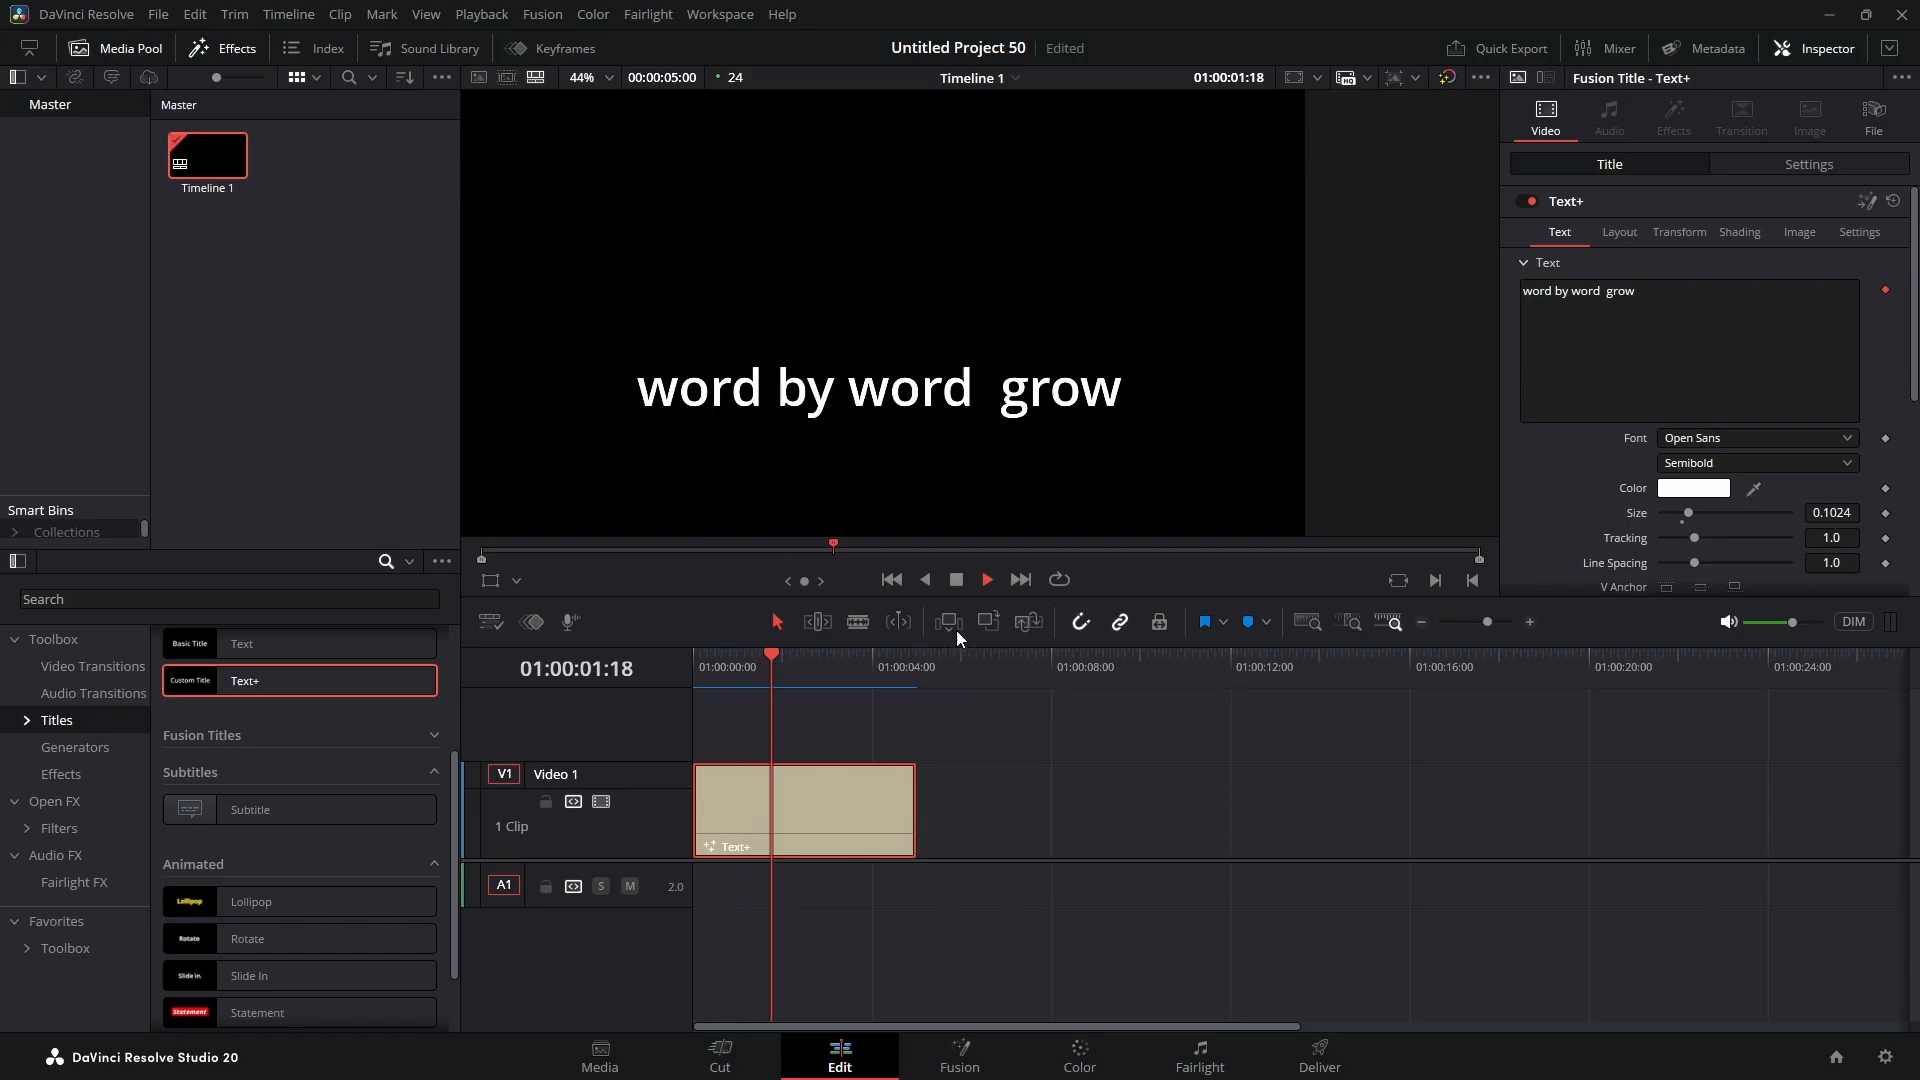 DaVinci Resolve File Edit Trim Timeline Clip Mark View Playback Fusion Color Fairlight Workspace Help
Media Pool Effects Index Sound Library Keyframes Untitled Project 50 Edited Quick Export Mixer Metadata Inspector
44% 00:00:05:00 24 Timeline 1 01:00:01:18 HQ Fusion Title - Text+
Master Master
Video Audio Effects Transition Image File
Timeline 1
Title Settings
Text+
Text Layout Transform Shading Image Settings
Text
word by word  grow
word by word  grow
Font Open Sans
Semibold
Color
Size 0.1024
Tracking 1.0
Line Spacing 1.0
V Anchor
Smart Bins
Collections
Search
DIM
Toolbox
Video Transitions
Audio Transitions
Titles
Generators
Effects
Open FX
Filters
Audio FX
Fairlight FX
Favorites
Toolbox
Basic Title Text
Custom Title Text+
Fusion Titles
Subtitles
Subtitle
Animated
Lollipop Lollipop
Rotate Rotate
Slide in Slide In
Statement Statement
01:00:01:18 01:00:00:00 01:00:04:00 01:00:08:00 01:00:12:00 01:00:16:00 01:00:20:00 01:00:24:00
V1 Video 1
1 Clip
Text+
A1 S M 2.0
DaVinci Resolve Studio 20
Media Cut Edit Fusion Color Fairlight Deliver